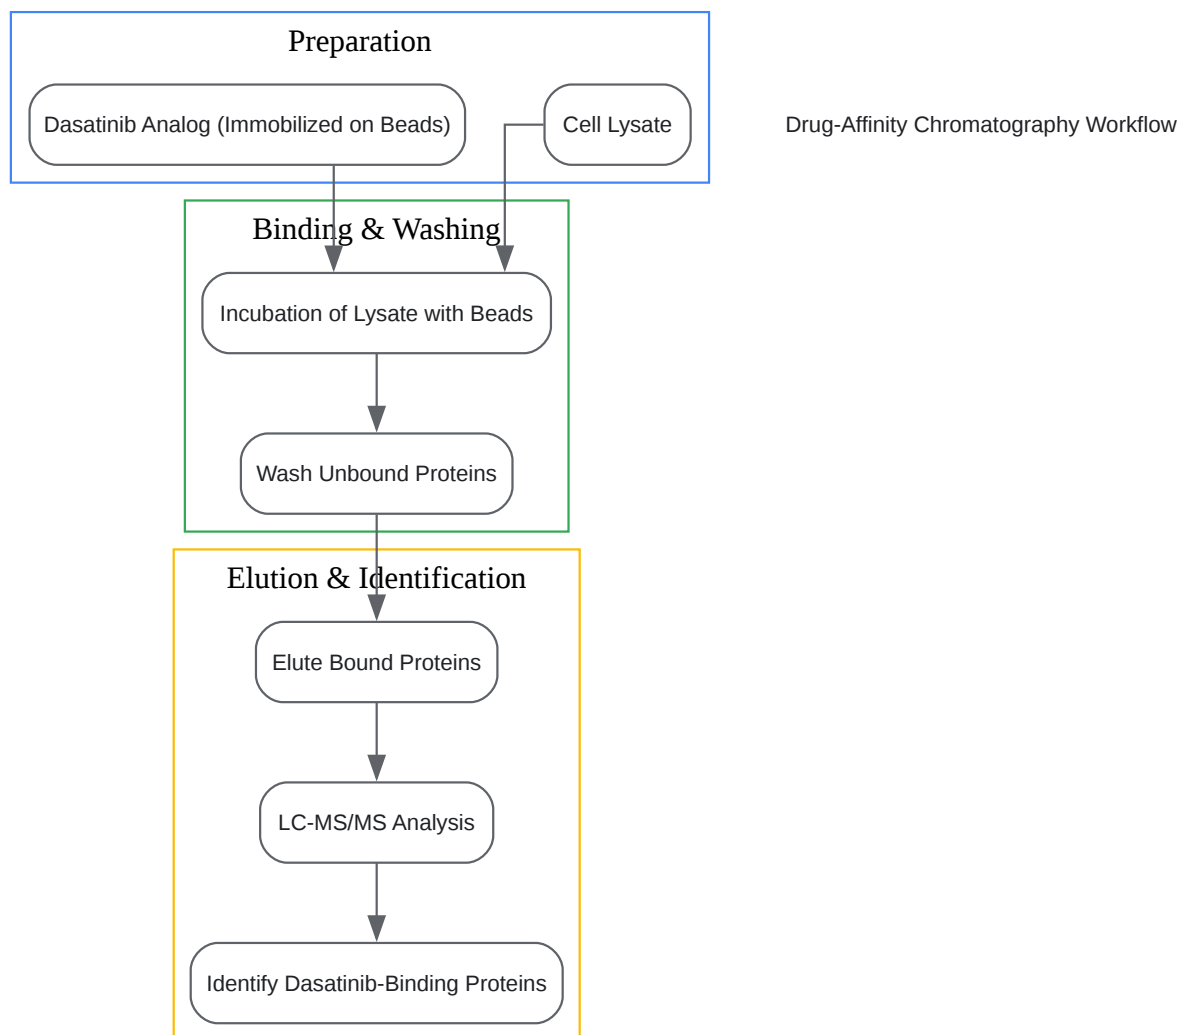 Preparation
Dasatinib Analog (Immobilized on Beads)
Cell Lysate
Drug-Affinity Chromatography Workflow
Binding & Washing
Incubation of Lysate with Beads
Wash Unbound Proteins
Elution & Identification
Elute Bound Proteins
LC-MS/MS Analysis
Identify Dasatinib-Binding Proteins